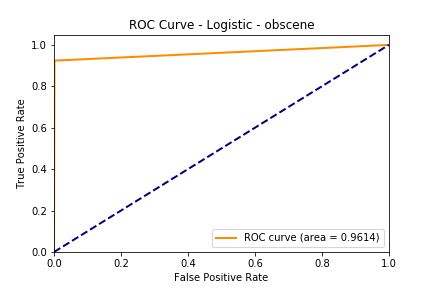 ROC Curve - Logistic - obscene
True Positive Rate
1.0
0.8
0.6
0.4
0.2
0.0
ROC curve (area = 0.9614)
0.0 0.2 0.4 0.6 0.8 1.0
False Positive Rate